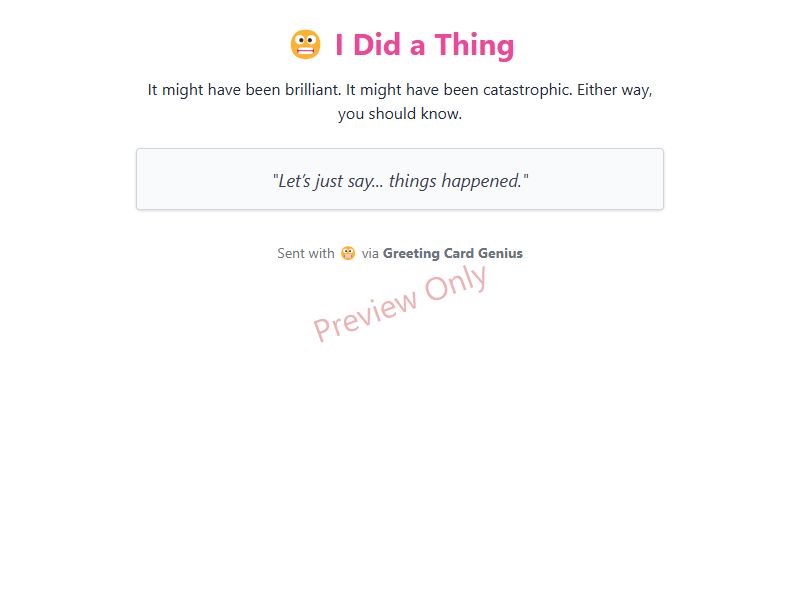 😬 I Did a Thing
It might have been brilliant. It might have been catastrophic. Either way,
you should know.
"Let's just say... things happened."
Sent with 😬 via Greeting Card Genius
Preview Only